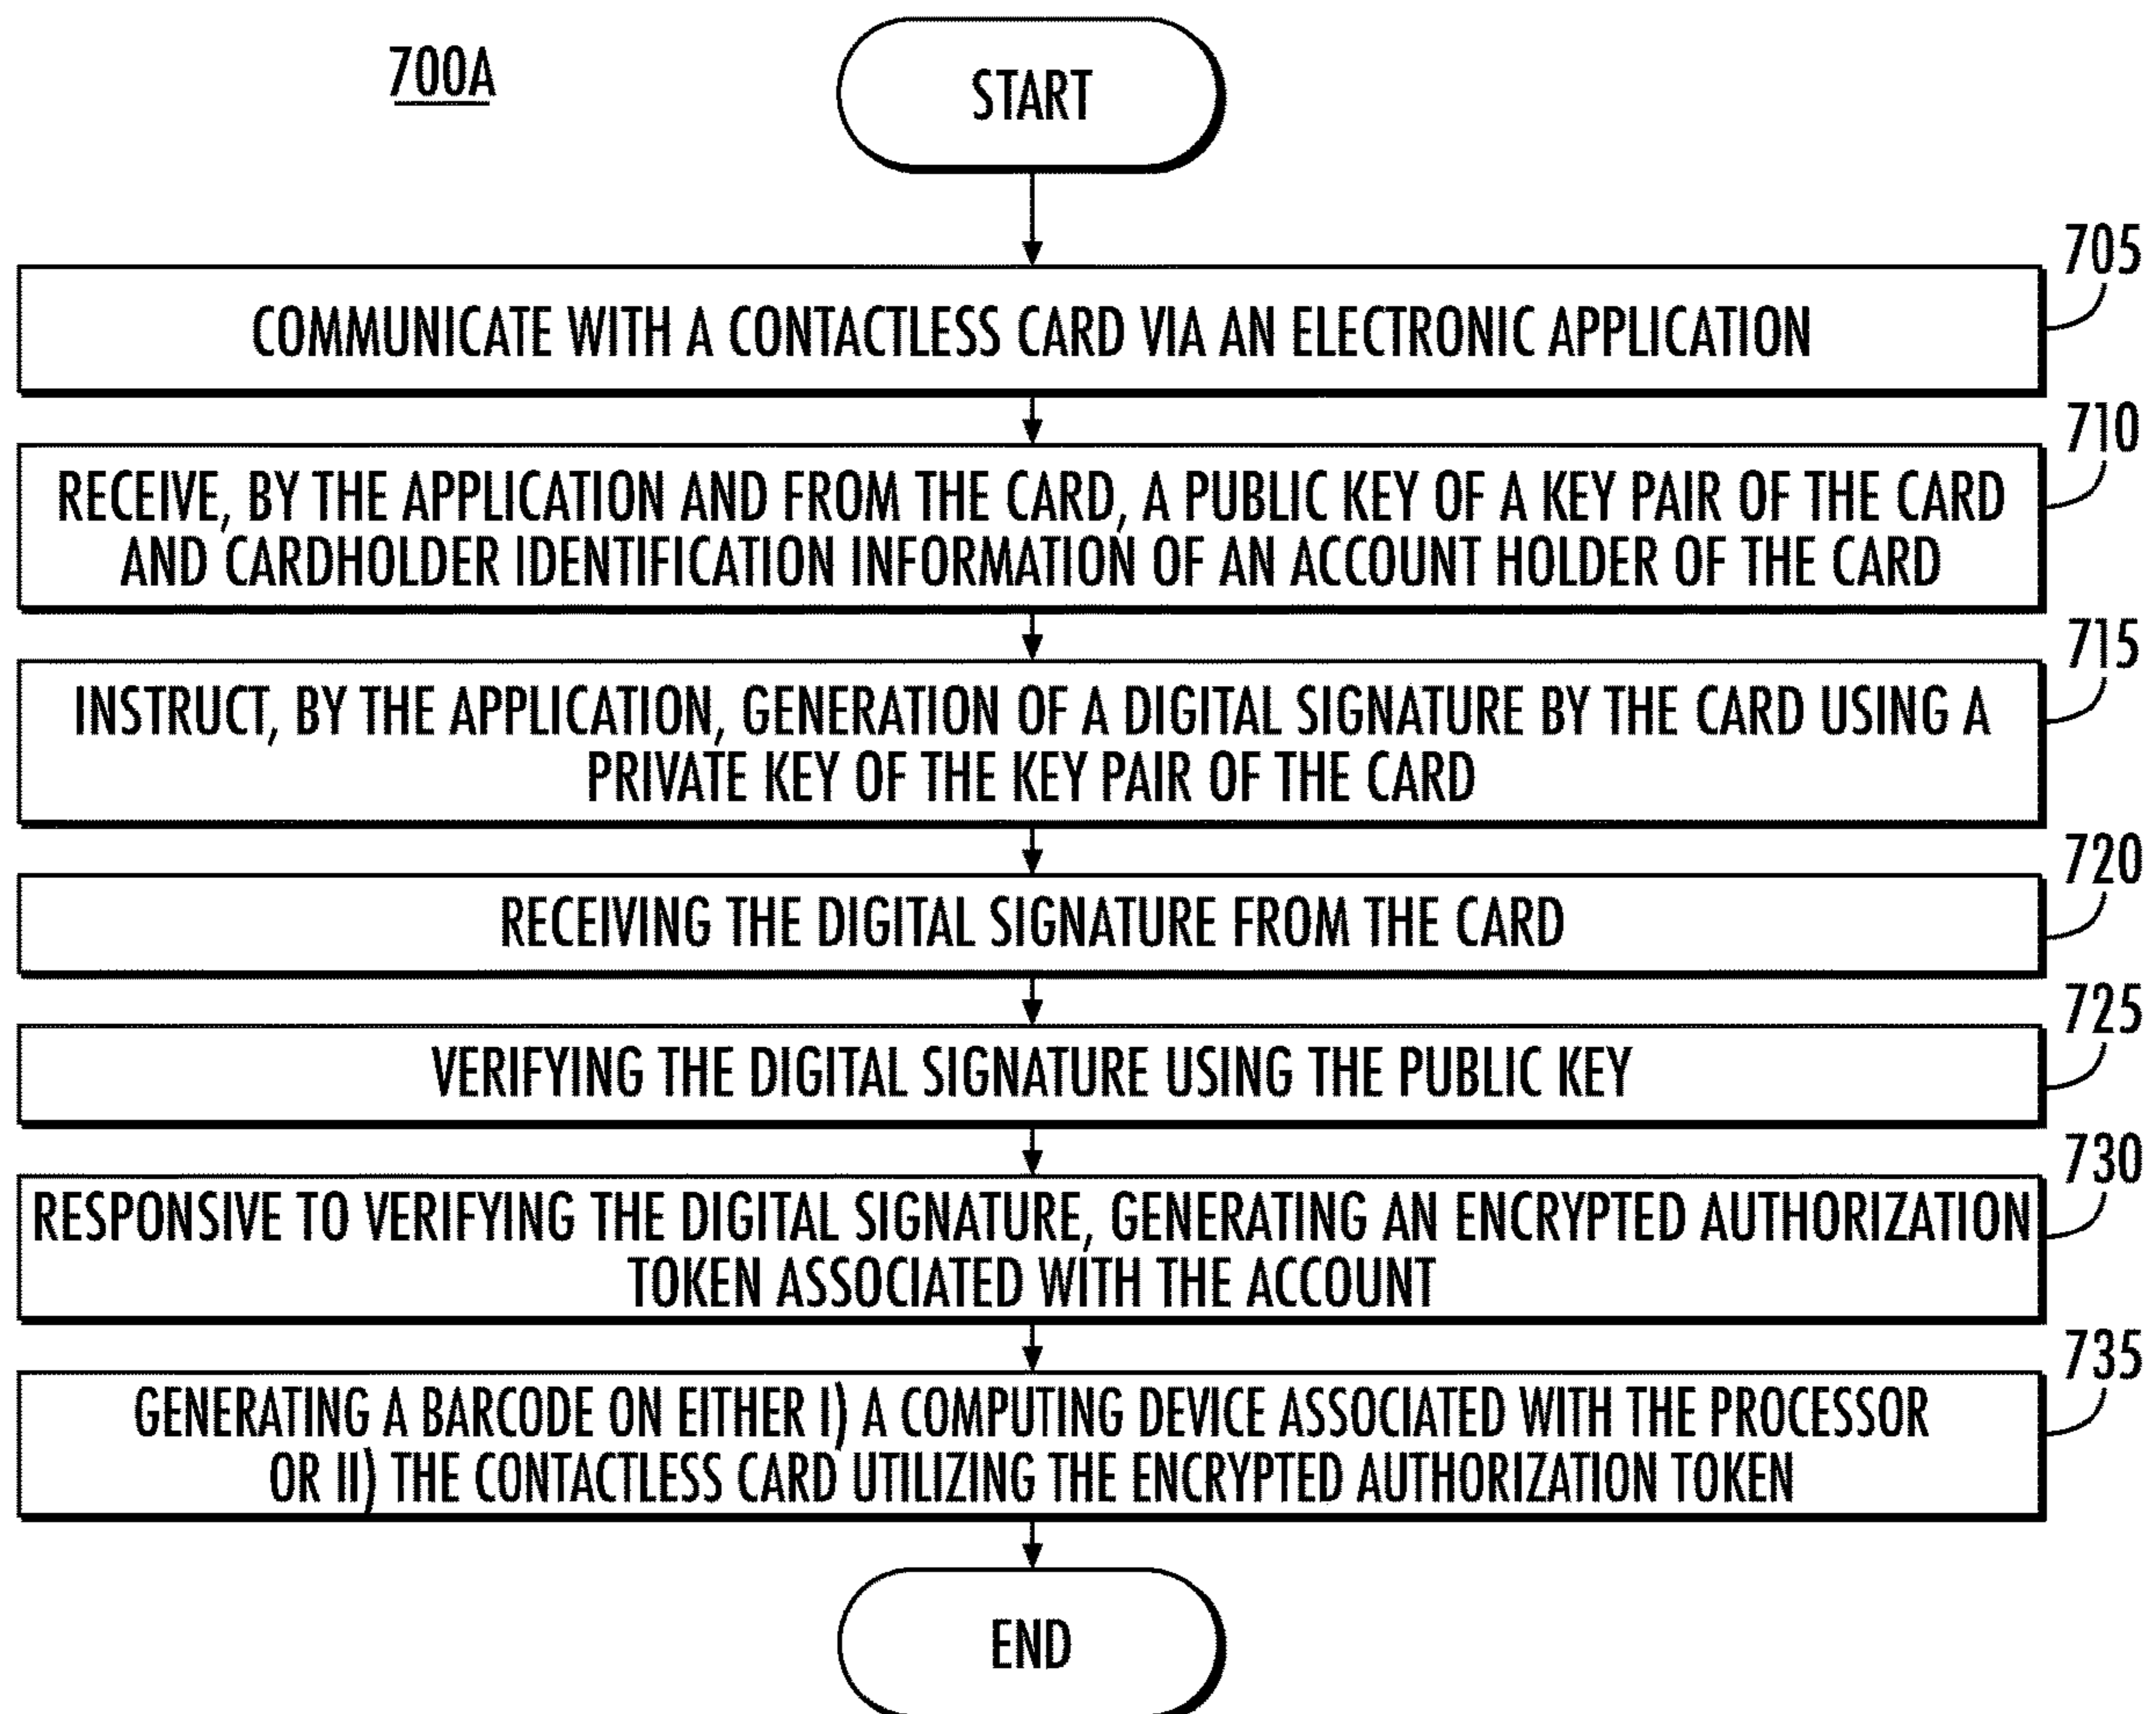 700A
START
705
COMMUNICATE WITH A CONTACTLESS CARD VIA AN ELECTRONIC APPLICATION
710
RECEIVE, BY THE APPLICATION AND FROM THE CARD, A PUBLIC KEY OF A KEY PAIR OF THE CARD
AND CARDHOLDER IDENTIFICATION INFORMATION OF AN ACCOUNT HOLDER OF THE CARD
715
INSTRUCT, BY THE APPLICATION, GENERATION OF A DIGITAL SIGNATURE BY THE CARD USING A
PRIVATE KEY OF THE KEY PAIR OF THE CARD
720
RECEIVING THE DIGITAL SIGNATURE FROM THE CARD
725
VERIFYING THE DIGITAL SIGNATURE USING THE PUBLIC KEY
730
RESPONSIVE TO VERIFYING THE DIGITAL SIGNATURE, GENERATING AN ENCRYPTED AUTHORIZATION
TOKEN ASSOCIATED WITH THE ACCOUNT
735
GENERATING A BARCODE ON EITHER I) A COMPUTING DEVICE ASSOCIATED WITH THE PROCESSOR
OR II) THE CONTACTLESS CARD UTILIZING THE ENCRYPTED AUTHORIZATION TOKEN
END